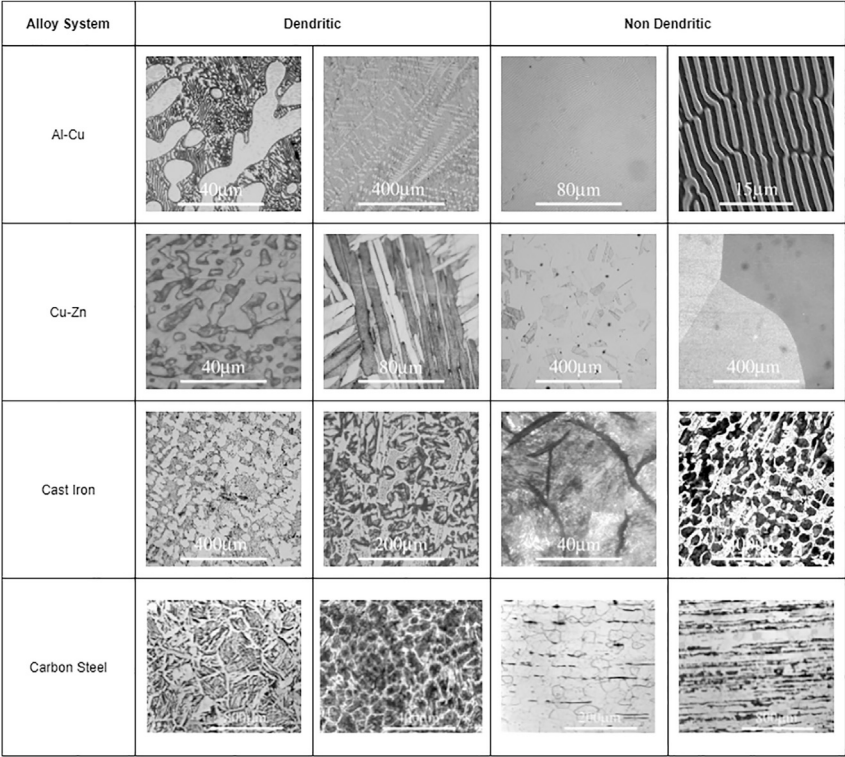 Alloy System Dendritic Non Dendritic
Al-Cu
40µm 400µm 80µm 15µm
Cu-Zn
40µm 80µm 400µm 400µm
Cast Iron
400µm 200µm 40µm
Carbon Steel
200µm